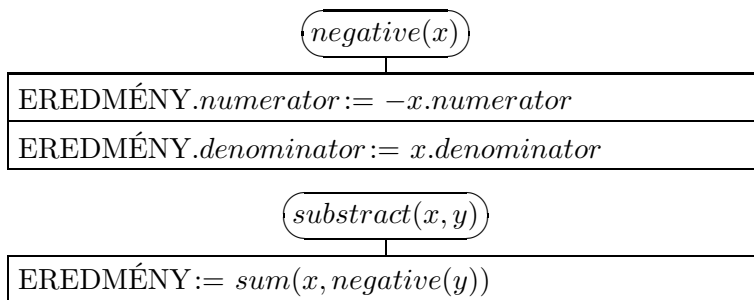 negative(x)
EREDMÉNY.numerator:= −x.numerator
EREDMÉNY.denominator:= x.denominator
substract(x, y)
EREDMÉNY:= sum(x, negative(y))